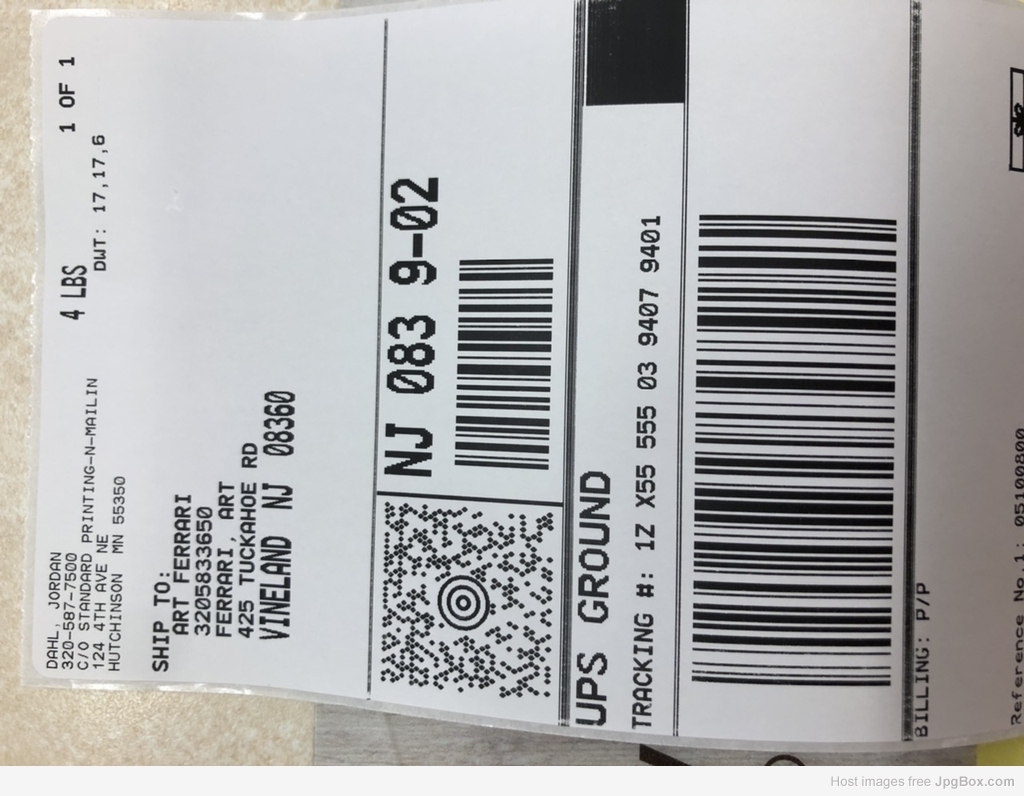 DAHL, JORDAN
320-587-7500
C/O STANDARD PRINTING-N-MAILIN
124 4TH AVE NE
HUTCHINSON MN 55350
4 LBS
1 OF 1
DWT: 17,17,6
SHIP TO:
ART FERRARI
3205833650
FERRARI, ART
425 TUCKAHOE RD
VINELAND NJ 08360
NJ 083 9-02
UPS GROUND
TRACKING #: 1Z X55 555 03 9407 9401
BILLING: P/P
Reference No.1: 05100800
Host images free JpgBox.com